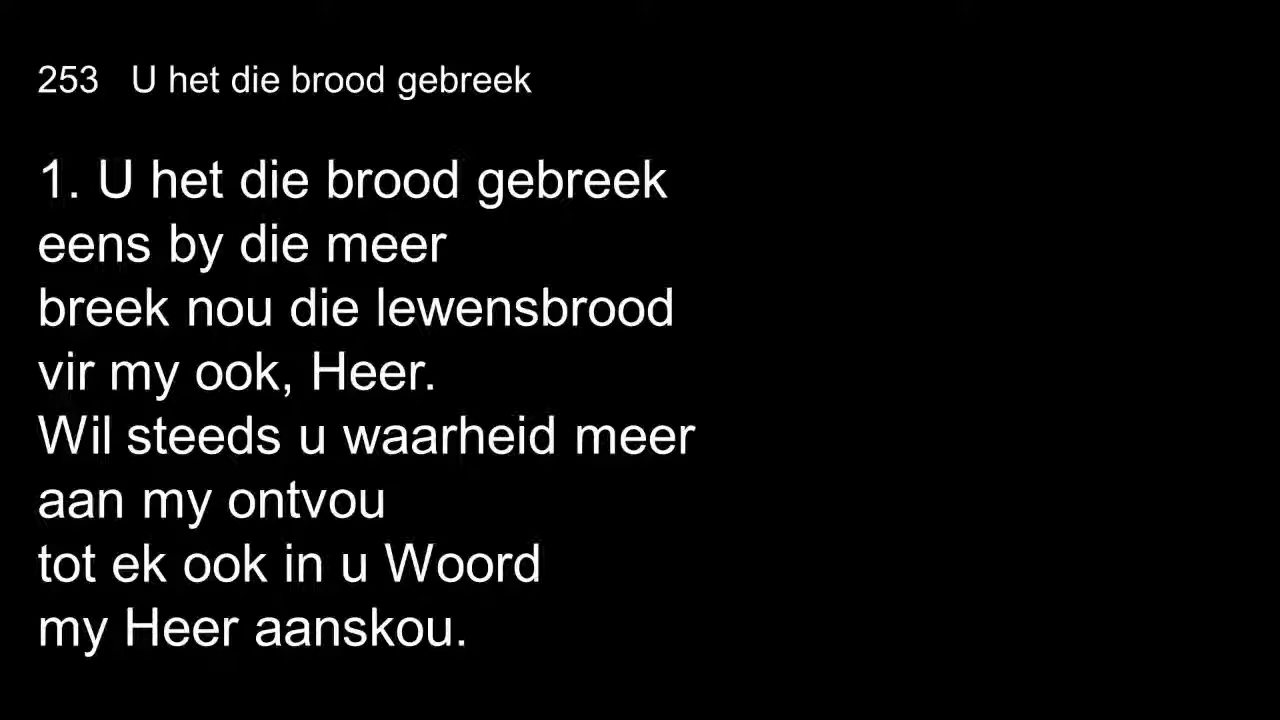 253 U het die brood gebreek
1. U het die brood gebreek
eens by die meer
breek nou die lewensbrood
vir my ook, Heer.
Wil steeds u waarheid meer
aan my ontvou
tot ek ook in u Woord
my Heer aanskou.